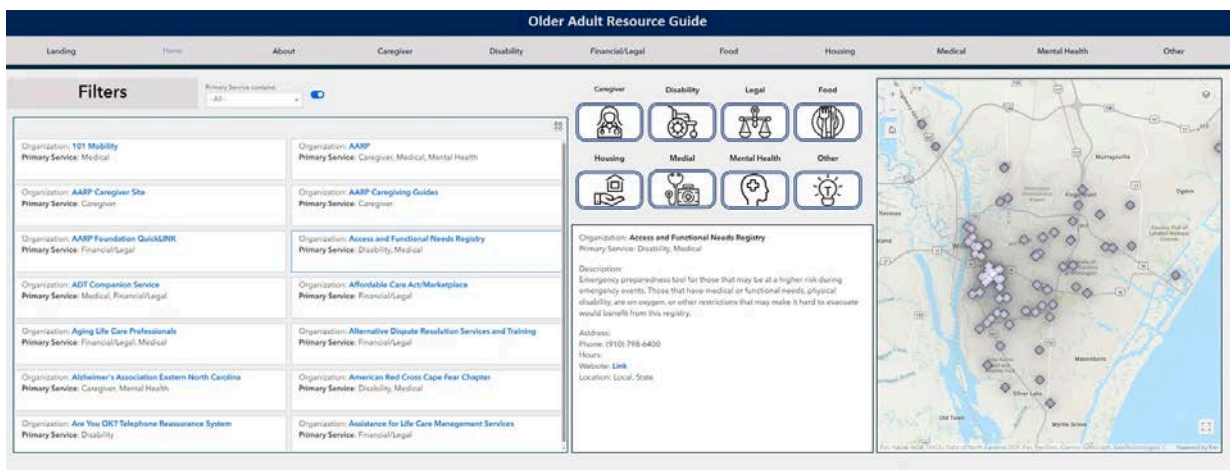 Older Adult Resource Guide
Landing Home About Caregiver Disability Financial/Legal Food Housing Medical Mental Health Other
Filters
Primary Service contains
- All -
Organization: 101 Mobility
Primary Service: Medical
Organization: AARP
Primary Service: Caregiver, Medical, Mental Health
Organization: AARP Caregiver Site
Primary Service: Caregiver
Organization: AARP Caregiving Guides
Primary Service: Caregiver
Organization: AARP Foundation QuickLINK
Primary Service: Financial/Legal
Organization: Access and Functional Needs Registry
Primary Service: Disability, Medical
Organization: ADT Companion Service
Primary Service: Medical, Financial/Legal
Organization: Affordable Care Act/Marketplace
Primary Service: Financial/Legal
Organization: Aging Life Care Professionals
Primary Service: Financial/Legal, Medical
Organization: Alternative Dispute Resolution Services and Training
Primary Service: Financial/Legal
Organization: Alzheimer's Association Eastern North Carolina
Primary Service: Caregiver, Mental Health
Organization: American Red Cross Cape Fear Chapter
Primary Service: Disability, Medical
Organization: Are You OK? Telephone Reassurance System
Primary Service: Disability
Organization: Assistance for Life Care Management Services
Primary Service: Financial/Legal
Caregiver Disability Legal Food
Housing Medial Mental Health Other
Organization: Access and Functional Needs Registry
Primary Service: Disability, Medical
Description:
Emergency preparedness tool for those that may be at a higher risk during
emergency events. Those that have medical or functional needs, physical
disability, are on oxygen, or other restrictions that may make it hard to evacuate
would benefit from this registry.
Address:
Phone: (910) 798-6400
Hours:
Website: Link
Location: Local, State
Murraysville
Kings Grant
Ogden
Navassa
Masonboro
Silver Lake
Old Town
Myrtle Grove
Powered by Esri